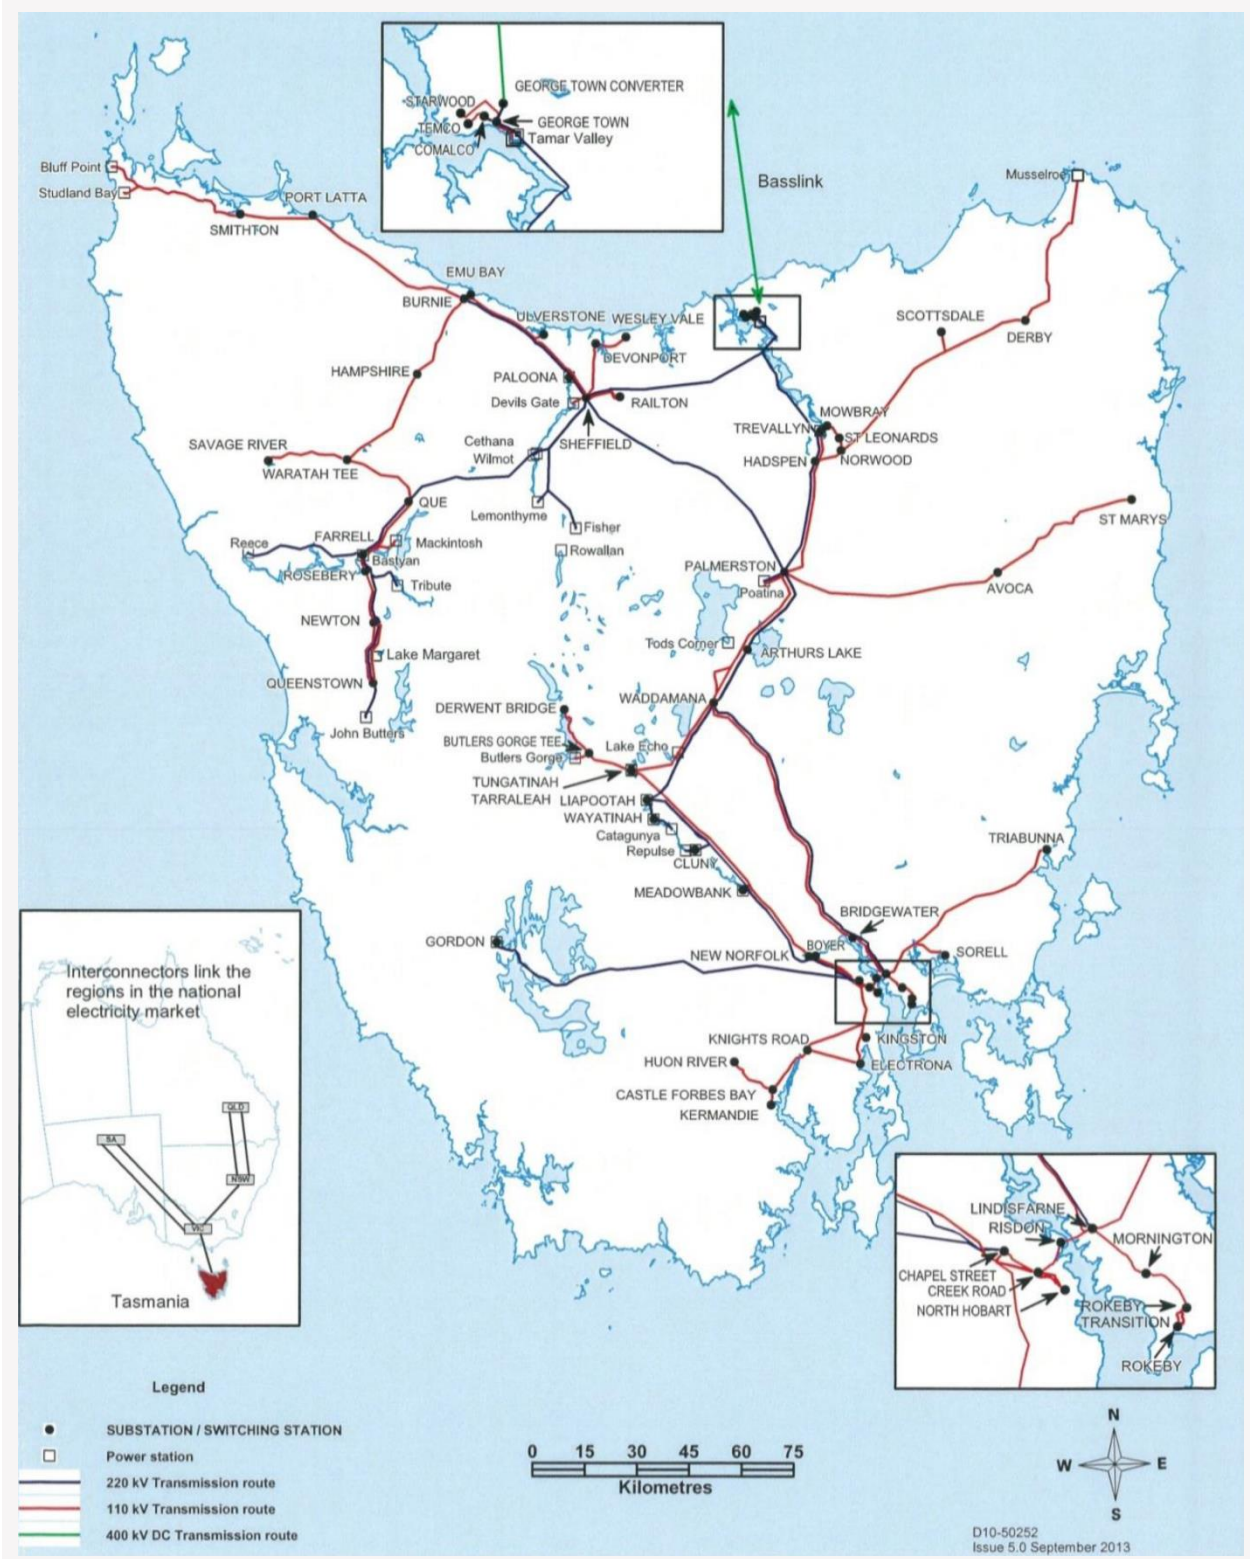 GEORGE TOWN CONVERTER
STARWOOD
GEORGE TOWN
TEMCO
Tamar Valley
COMALCO
Basslink
Bluff Point
Studland Bay
PORT LATTA
SMITHTON
Musselroe
EMU BAY
BURNIE
ULVERSTONE
WESLEY VALE
SCOTTSDALE
DERBY
DEVONPORT
HAMPSHIRE
PALOONA
Devils Gate
RAILTON
MOWBRAY
TREVALLYN
ST LEONARDS
SHEFFIELD
Cethana
Wilmot
HADSPEN
NORWOOD
SAVAGE RIVER
WARATAH TEE
QUE
Lemonthyme
Fisher
ST MARYS
FARRELL
Reece
Mackintosh
Rowallan
Bastyan
ROSEBERY
Tribute
PALMERSTON
Poatina
AVOCA
NEWTON
Lake Margaret
Tods Corner
ARTHURS LAKE
QUEENSTOWN
WADDAMANA
DERWENT BRIDGE
John Butters
BUTLERS GORGE TEE
Butlers Gorge
Lake Echo
TUNGATINAH
TARRALEAH
LIAPOOTAH
WAYATINAH
Catagunya
Repulse
CLUNY
TRIABUNNA
MEADOWBANK
BRIDGEWATER
GORDON
NEW NORFOLK
BOYER
SORELL
KNIGHTS ROAD
KINGSTON
HUON RIVER
ELECTRONA
CASTLE FORBES BAY
KERMANDIE
Interconnectors link the
regions in the national
electricity market
QLD
SA
NSW
VIC
Tasmania
LINDISFARNE
RISDON
MORNINGTON
CHAPEL STREET
CREEK ROAD
NORTH HOBART
ROKEBY
TRANSITION
ROKEBY
Legend
SUBSTATION / SWITCHING STATION
Power station
220 kV Transmission route
110 kV Transmission route
400 kV DC Transmission route
0 15 30 45 60 75
Kilometres
N
W E
S
D10-50252
Issue 5.0 September 2013